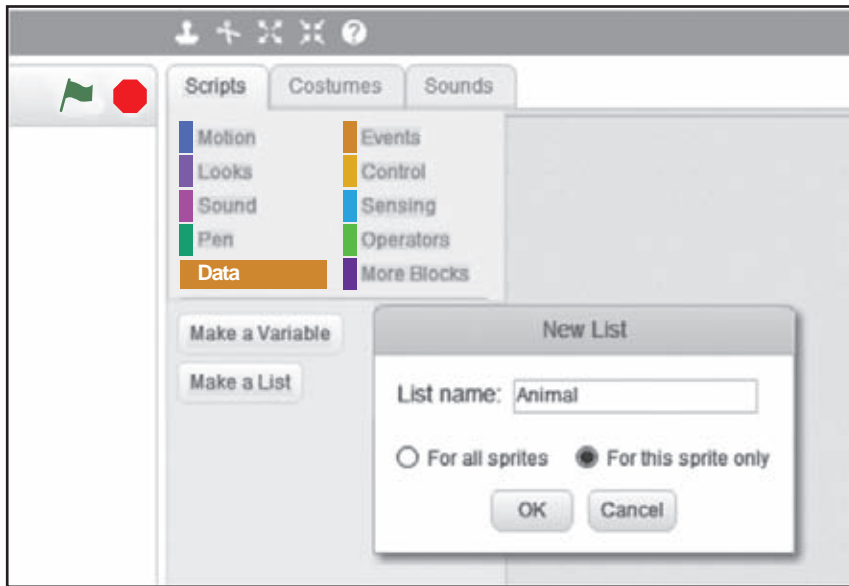 ?
Scripts Costumes Sounds
Motion Events
Looks Control
Sound Sensing
Pen Operators
Data More Blocks
Make a Variable
Make a List
New List
List name: Animal
For all sprites For this sprite only
OK Cancel